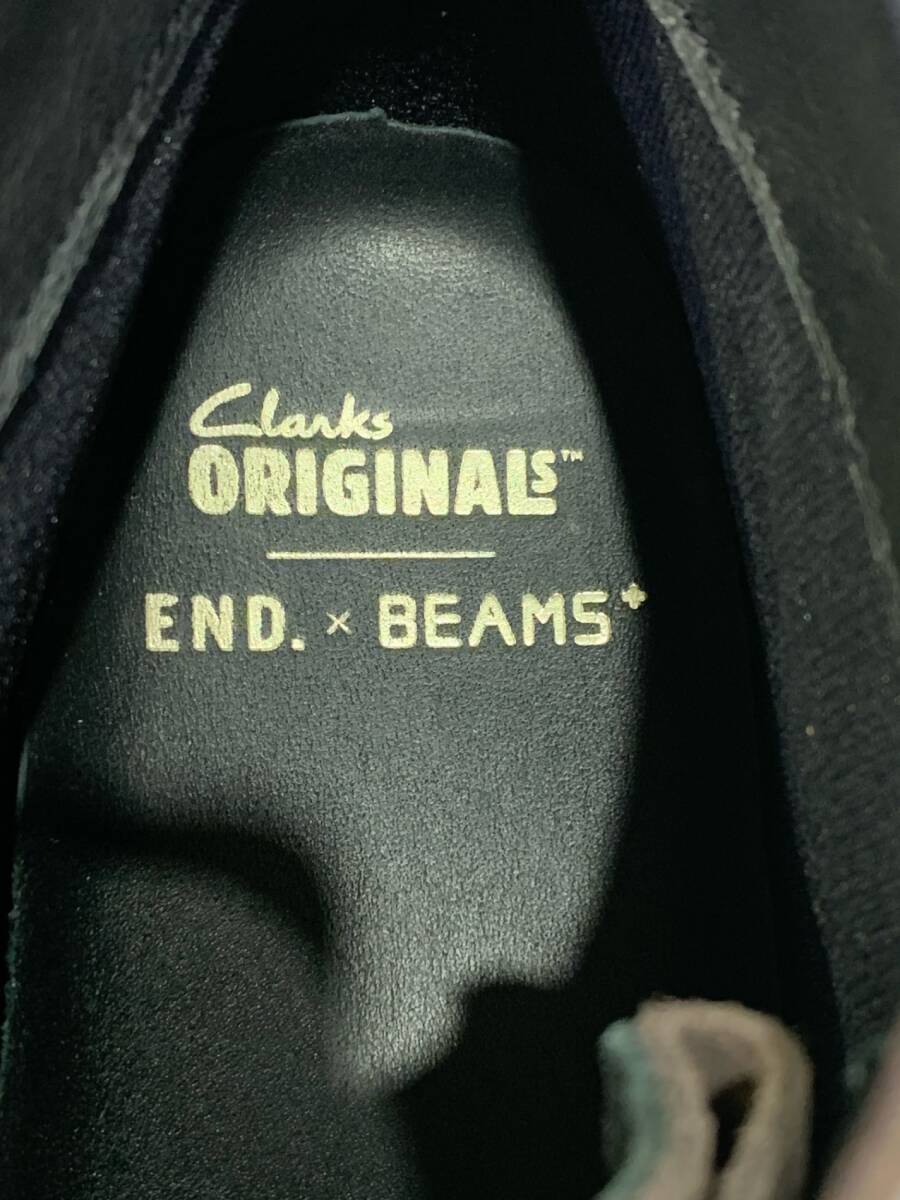 Clarks
ORIGINALS™
END. × BEAMS+